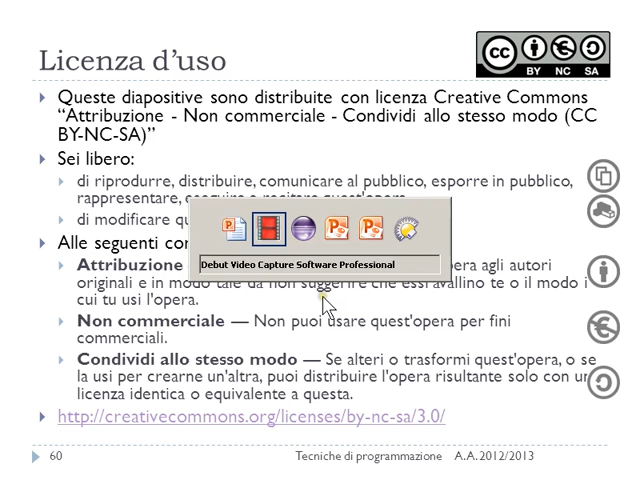 Licenza d'uso
cc
BY NC SA
Queste diapositive sono distribuite con licenza Creative Commons
“Attribuzione - Non commerciale - Condividi allo stesso modo (CC
BY-NC-SA)”
Sei libero:
di riprodurre, distribuire, comunicare al pubblico, esporre in pubblico,
rappresentare,
di modificare
Alle seguenti
Debut Video Capture Software Professional
Attribuzione agli autori
originali e in modo tale da non suggerire che essi avallino te o il modo i
cui tu usi l'opera.
Non commerciale — Non puoi usare quest'opera per fini
commerciali.
Condividi allo stesso modo — Se alteri o trasformi quest'opera, o se
la usi per crearne un'altra, puoi distribuire l'opera risultante solo con un
licenza identica o equivalente a questa.
http://creativecommons.org/licenses/by-nc-sa/3.0/
60 Tecniche di programmazione A.A. 2012/2013